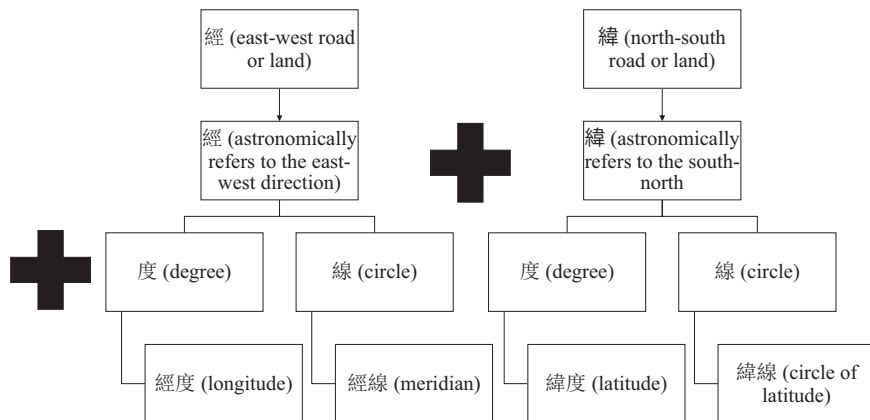 經 (east-west road
or land)
緯 (north-south
road or land)
經 (astronomically
refers to the east-
west direction)
緯 (astronomically
refers to the south-
north
度 (degree)
線 (circle)
度 (degree)
線 (circle)
經度 (longitude)
經線 (meridian)
緯度 (latitude)
緯線 (circle of
latitude)